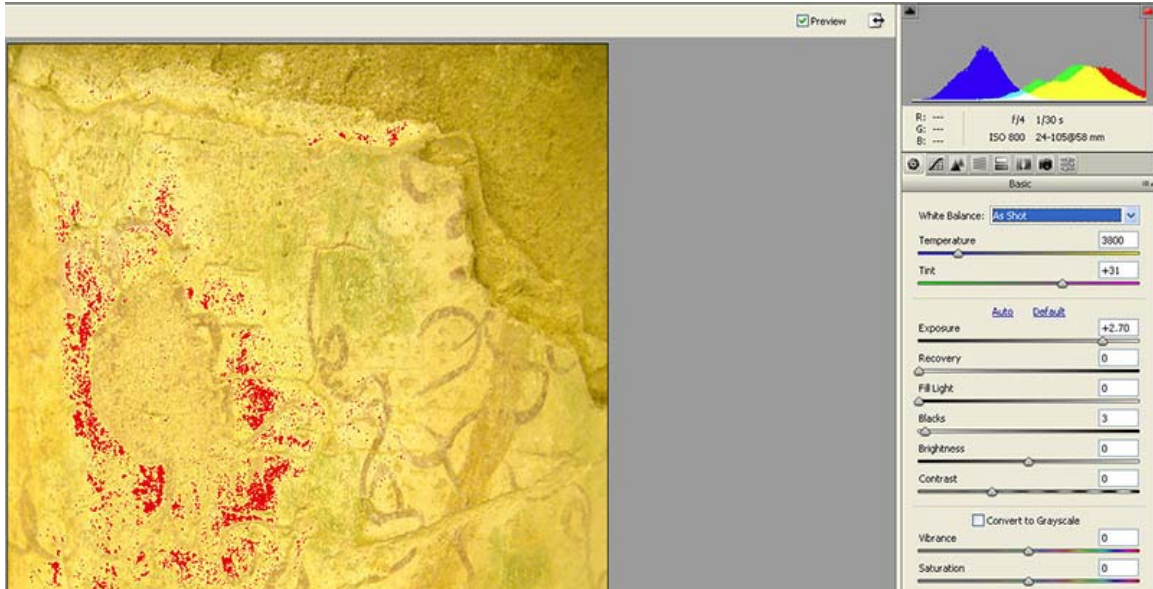 Preview
R: ---
G: ---
B: ---
f/4 1/30 s
ISO 800 24-105@58 mm
Basic
White Balance: As Shot
Temperature 3800
Tint +31
Auto Default
Exposure +2.70
Recovery 0
Fill Light 0
Blacks 3
Brightness 0
Contrast 0
Convert to Grayscale
Vibrance 0
Saturation 0